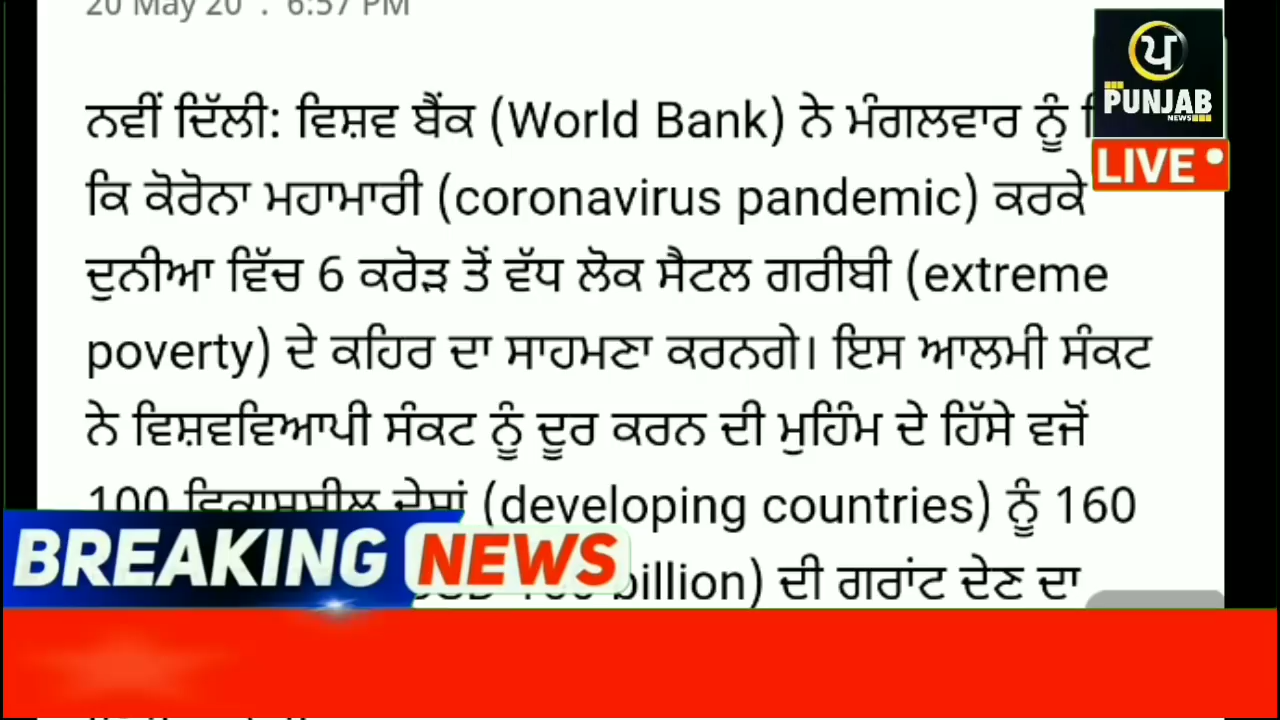 20 May 20 : 6:57 PM
ਨਵੀਂ ਦਿੱਲੀ: ਵਿਸ਼ਵ ਬੈਂਕ (World Bank) ਨੇ ਮੰਗਲਵਾਰ ਨੂੰ
ਕਿ ਕੋਰੋਨਾ ਮਹਾਮਾਰੀ (coronavirus pandemic) ਕਰਕੇ
ਦੁਨੀਆ ਵਿੱਚ 6 ਕਰੋੜ ਤੋਂ ਵੱਧ ਲੋਕ ਸੈਟਲ ਗਰੀਬੀ (extreme
poverty) ਦੇ ਕਹਿਰ ਦਾ ਸਾਹਮਣਾ ਕਰਨਗੇ। ਇਸ ਆਲਮੀ ਸੰਕਟ
ਨੇ ਵਿਸ਼ਵਵਿਆਪੀ ਸੰਕਟ ਨੂੰ ਦੂਰ ਕਰਨ ਦੀ ਮੁਹਿੰਮ ਦੇ ਹਿੱਸੇ ਵਜੋਂ
100 ਵਿਕਾਸਸ਼ੀਲ ਦੇਸ਼ਾਂ (developing countries) ਨੂੰ 160
billion) ਦੀ ਗਰਾਂਟ ਦੇਣ ਦਾ
ਪ
PUNJAB
NEWS
LIVE
BREAKING NEWS